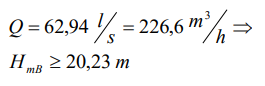 Q = 62,94 l/s = 226,6 m³/h ⇒
H_mB ≥ 20,23 m